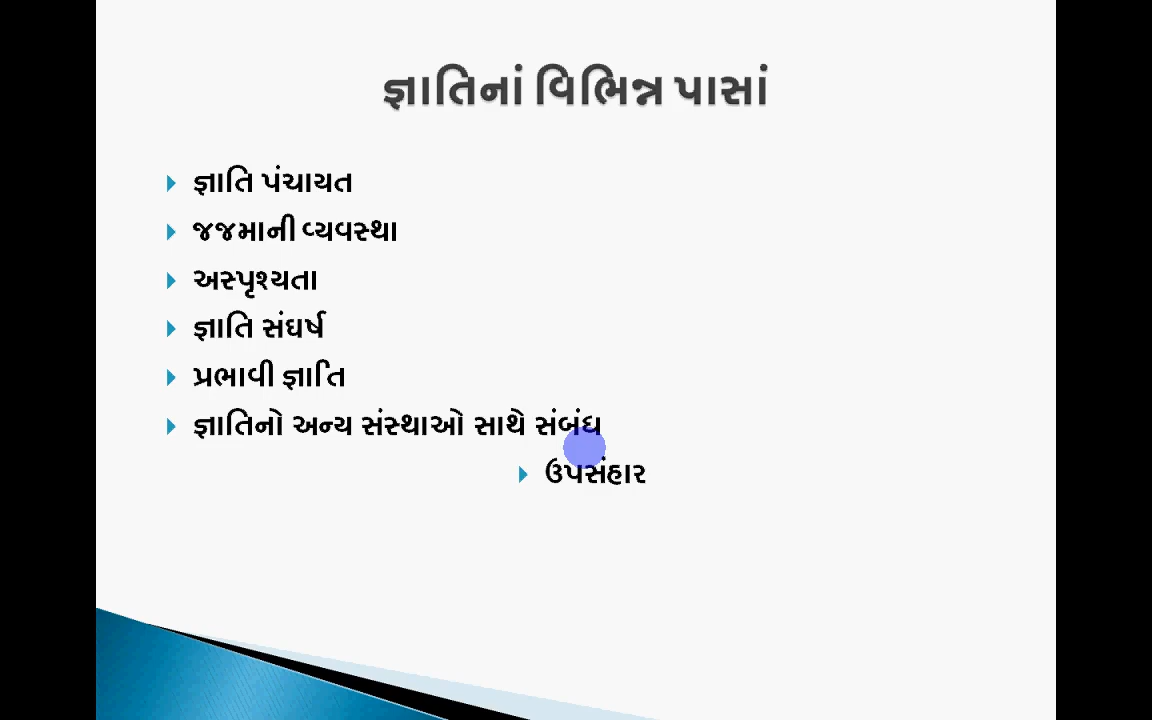 જ્ઞાતિનાં વિભિન્ન પાસાં
જ્ઞાતિ પંચાયત
જજમાની વ્યવસ્થા
અસ્પૃશ્યતા
જ્ઞાતિ સંઘર્ષ
પ્રભાવી જ્ઞાતિ
જ્ઞાતિનો અન્ય સંસ્થાઓ સાથે સંબંધ
ઉપસંહાર